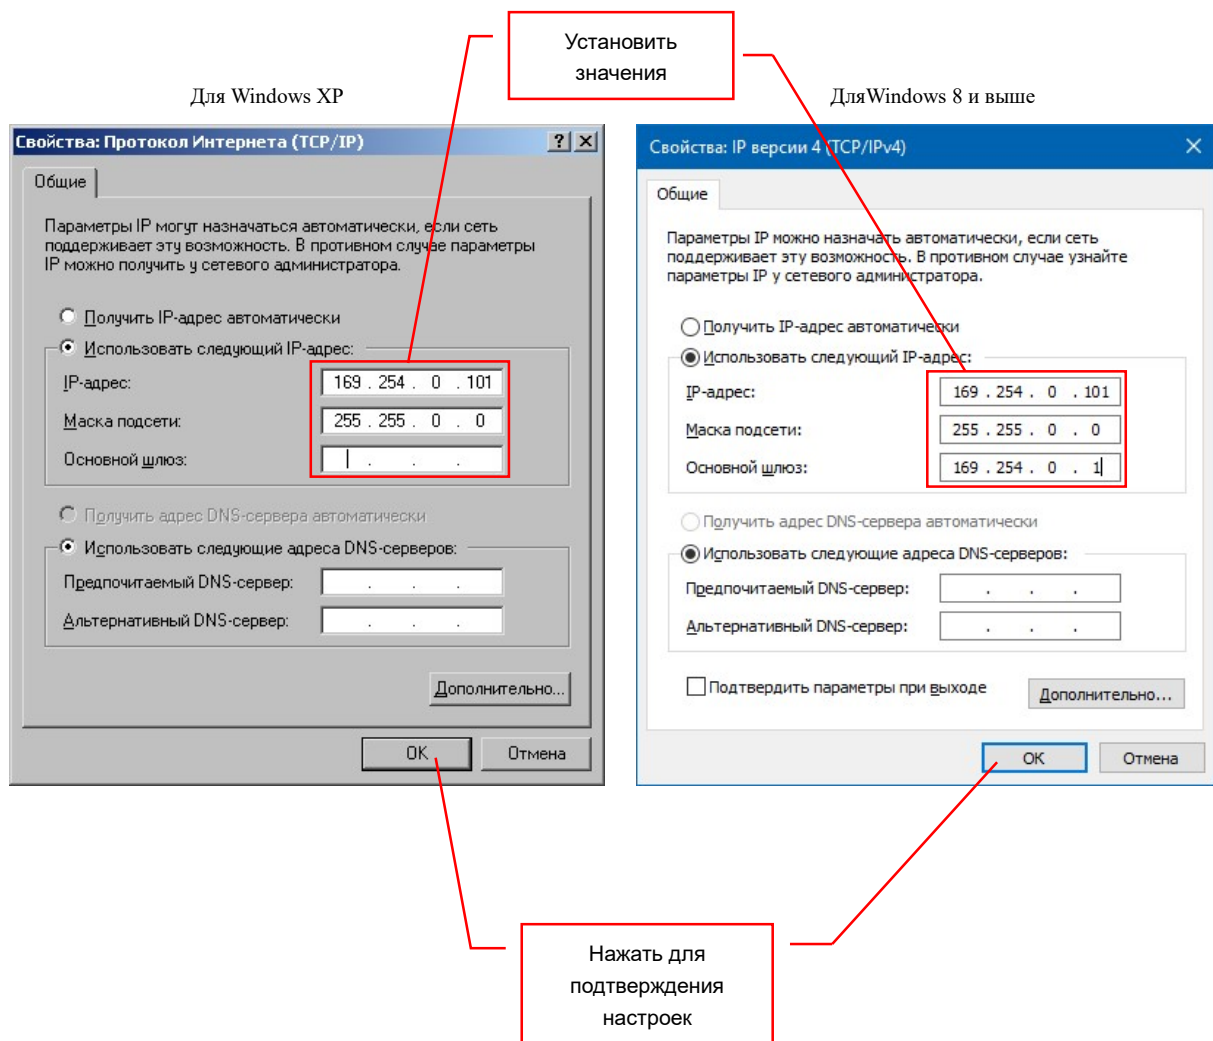 Установить
значения
Для Windows XP
ДляWindows 8 и выше
Свойства: Протокол Интернета (TCP/IP)
Общие
Параметры IP могут назначаться автоматически, если сеть
поддерживает эту возможность. В противном случае параметры
IP можно получить у сетевого администратора.
Получить IP-адрес автоматически
Использовать следующий IP-адрес:
IP-адрес: 169 . 254 . 0 . 101
Маска подсети: 255 . 255 . 0 . 0
Основной шлюз: . . .
Получить адрес DNS-сервера автоматически
Использовать следующие адреса DNS-серверов:
Предпочитаемый DNS-сервер: . . .
Альтернативный DNS-сервер: . . .
Дополнительно...
OK Отмена
Свойства: IP версии 4 (TCP/IPv4)
Общие
Параметры IP можно назначать автоматически, если сеть
поддерживает эту возможность. В противном случае узнайте
параметры IP у сетевого администратора.
Получить IP-адрес автоматически
Использовать следующий IP-адрес:
IP-адрес: 169 . 254 . 0 . 101
Маска подсети: 255 . 255 . 0 . 0
Основной шлюз: 169 . 254 . 0 . 1
Получить адрес DNS-сервера автоматически
Использовать следующие адреса DNS-серверов:
Предпочитаемый DNS-сервер: . . .
Альтернативный DNS-сервер: . . .
Подтвердить параметры при выходе
Дополнительно...
OK Отмена
Нажать для
подтверждения
настроек